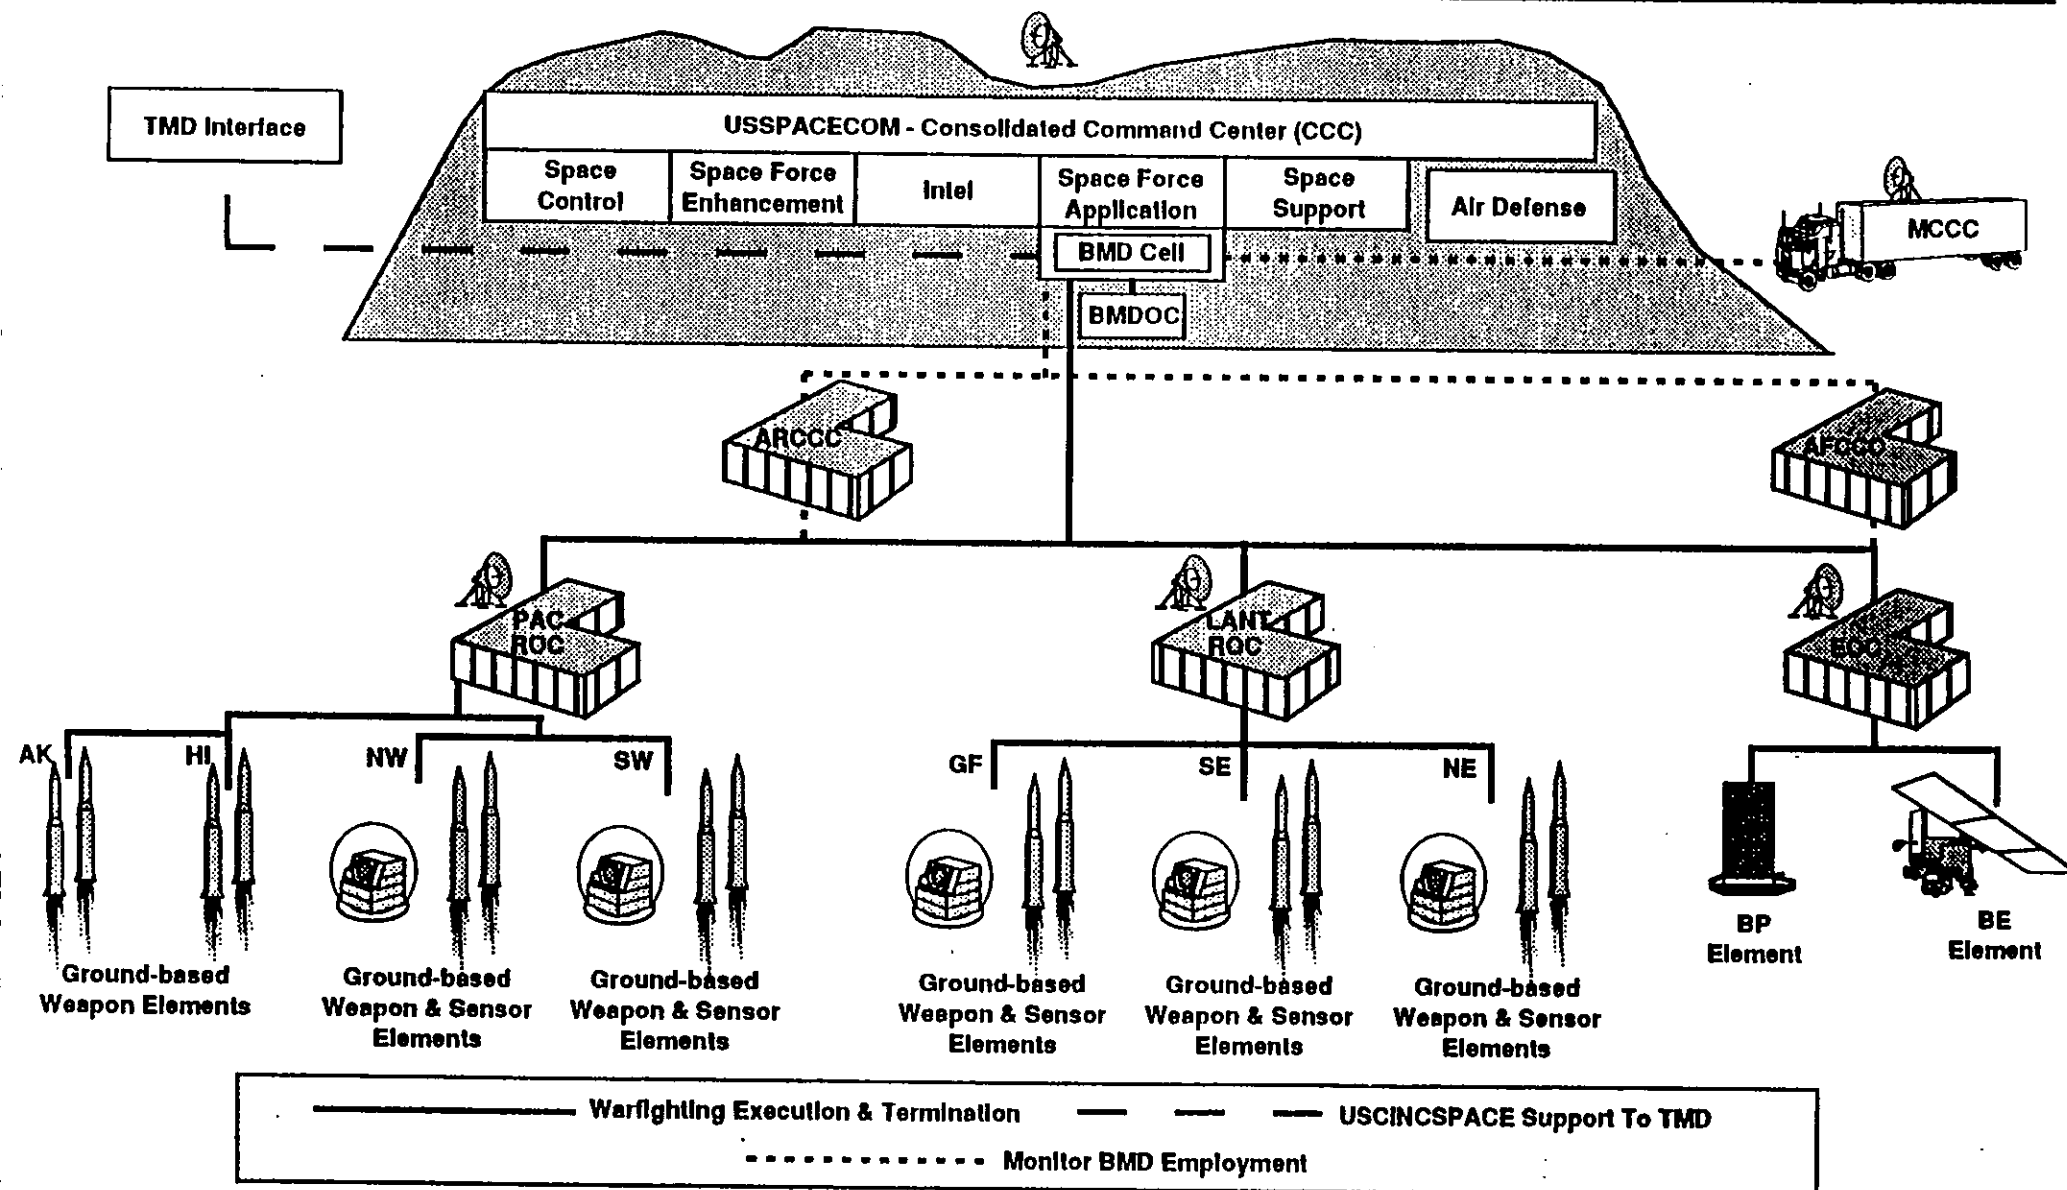 TMD Interface
USSPACECOM - Consolidated Command Center (CCC)
Space
Control
Space Force
Enhancement
Intel
Space Force
Application
Space
Support
Air Defense
MCCC
BMD Cell
BMDOC
ARCCC
AFCCC
PAC
ROC
LANT
ROC
EOC
AK
HI
NW
SW
GF
SE
NE
Ground-based
Weapon Elements
Ground-based
Weapon & Sensor
Elements
Ground-based
Weapon & Sensor
Elements
Ground-based
Weapon & Sensor
Elements
Ground-based
Weapon & Sensor
Elements
Ground-based
Weapon & Sensor
Elements
BP
Element
BE
Element
Warfighting Execution & Termination
USCINCSPACE Support To TMD
Monitor BMD Employment